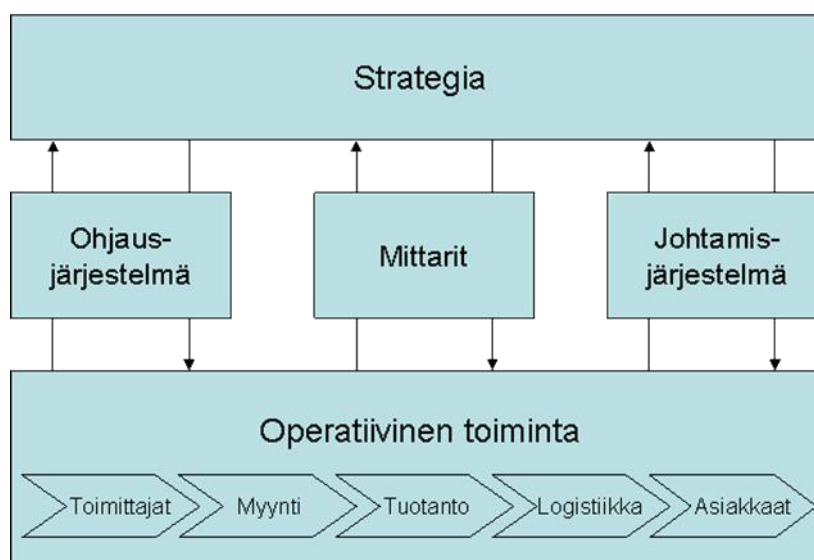 Strategia
Ohjaus-
järjestelmä
Mittarit
Johtamis-
järjestelmä
Operatiivinen toiminta
Toimittajat
Myynti
Tuotanto
Logistiikka
Asiakkaat